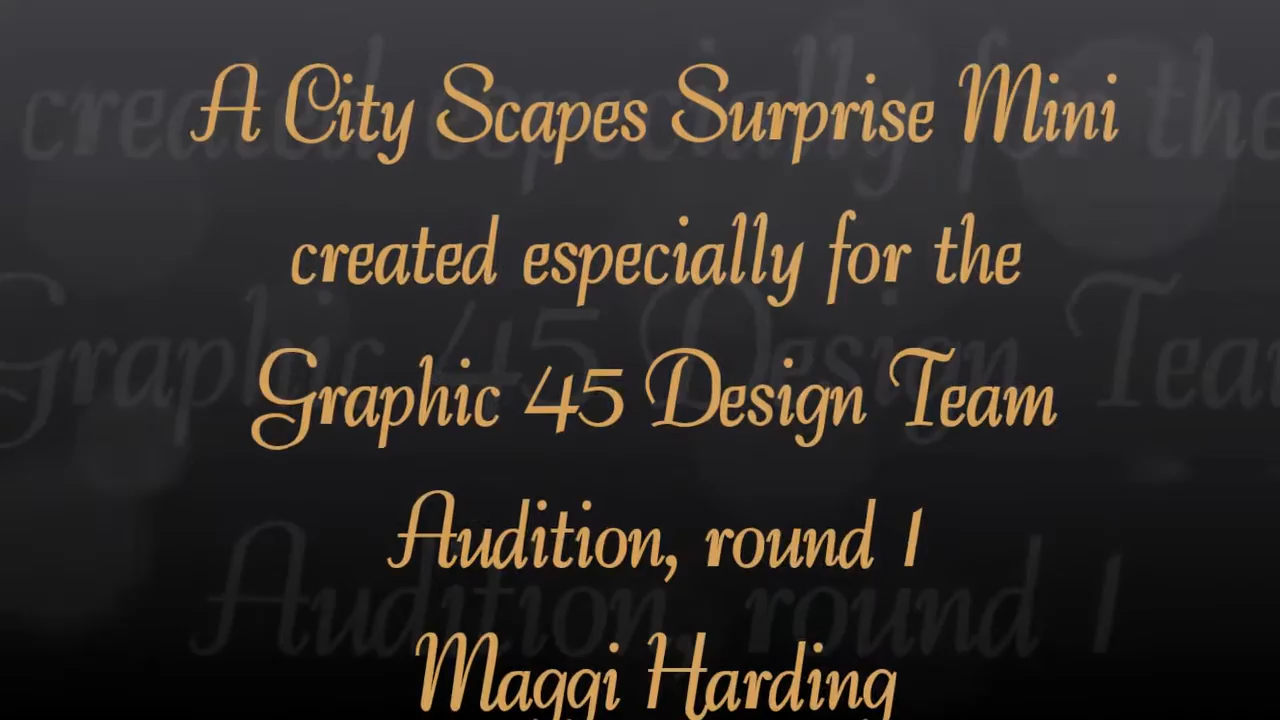 A City Scapes Surprise Mini
created especially for the
Graphic 45 Design Team
Audition, round 1
Maggi Harding